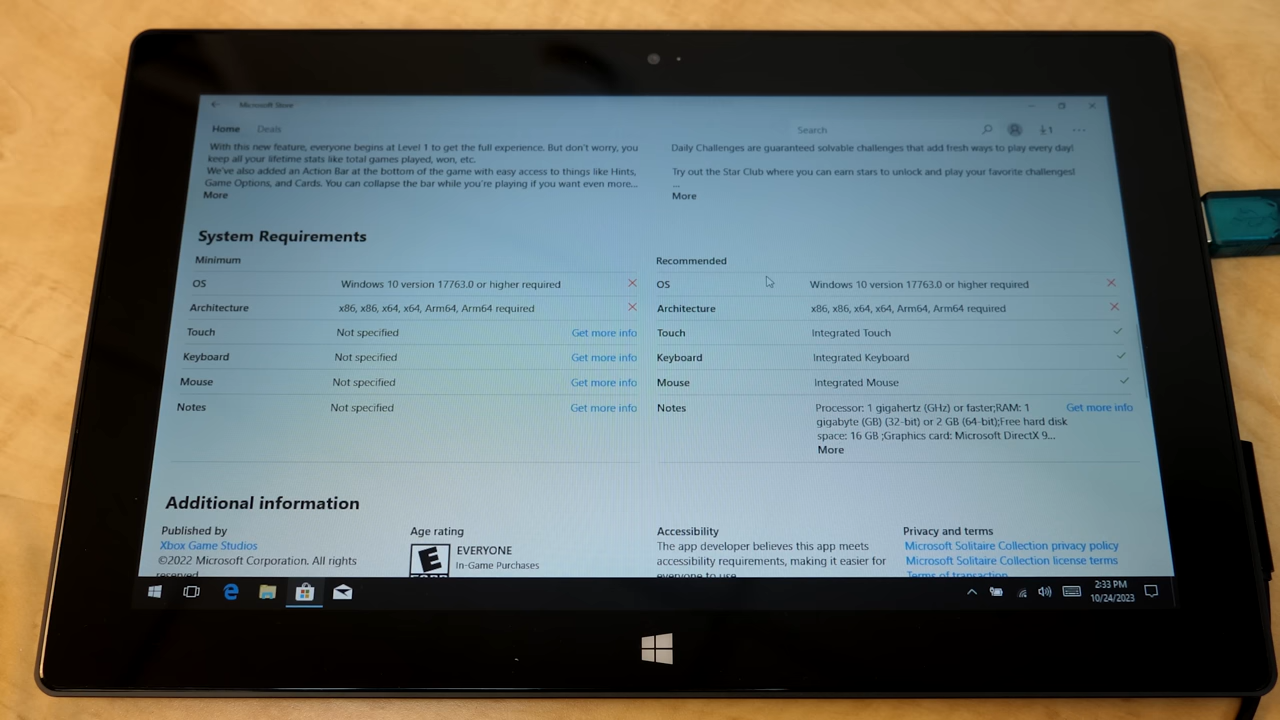 Microsoft Store
Home Deals
Search
1
With this new feature, everyone begins at Level 1 to get the full experience. But don't worry, you
keep all your lifetime stats like total games played, won, etc.
We've also added an Action Bar at the bottom of the game with easy access to things like Hints,
Game Options, and Cards. You can collapse the bar while you're playing if you want even more...
More
Daily Challenges are guaranteed solvable challenges that add fresh ways to play every day!
Try out the Star Club where you can earn stars to unlock and play your favorite challenges!
...
More
System Requirements
Minimum
OS Windows 10 version 17763.0 or higher required
Architecture x86, x86, x64, x64, Arm64, Arm64 required
Touch Not specified Get more info
Keyboard Not specified Get more info
Mouse Not specified Get more info
Notes Not specified Get more info
Recommended
OS Windows 10 version 17763.0 or higher required
Architecture x86, x86, x64, x64, Arm64, Arm64 required
Touch Integrated Touch
Keyboard Integrated Keyboard
Mouse Integrated Mouse
Notes Processor: 1 gigahertz (GHz) or faster;RAM: 1 Get more info
gigabyte (GB) (32-bit) or 2 GB (64-bit);Free hard disk
space: 16 GB ;Graphics card: Microsoft DirectX 9...
More
Additional information
Published by
Xbox Game Studios
©2022 Microsoft Corporation. All rights
reserved.
Age rating
E
EVERYONE
In-Game Purchases
Accessibility
The app developer believes this app meets
accessibility requirements, making it easier for
everyone to use.
Privacy and terms
Microsoft Solitaire Collection privacy policy
Microsoft Solitaire Collection license terms
Terms of transaction
2:33 PM
10/24/2023